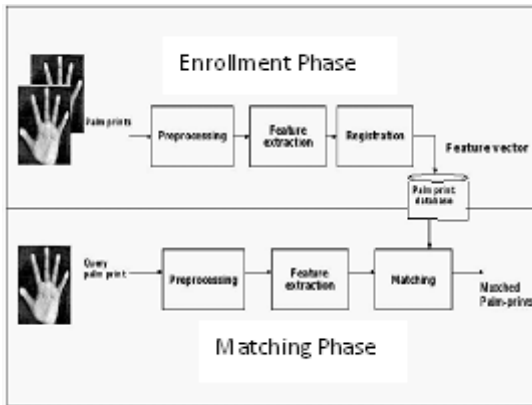 Enrollment Phase
Palm prints
Preprocessing
Feature
extraction
Registration
Feature vector
Palm print
database
Query
palm print
Preprocessing
Feature
extraction
Matching
Matched
Palm-prints
Matching Phase